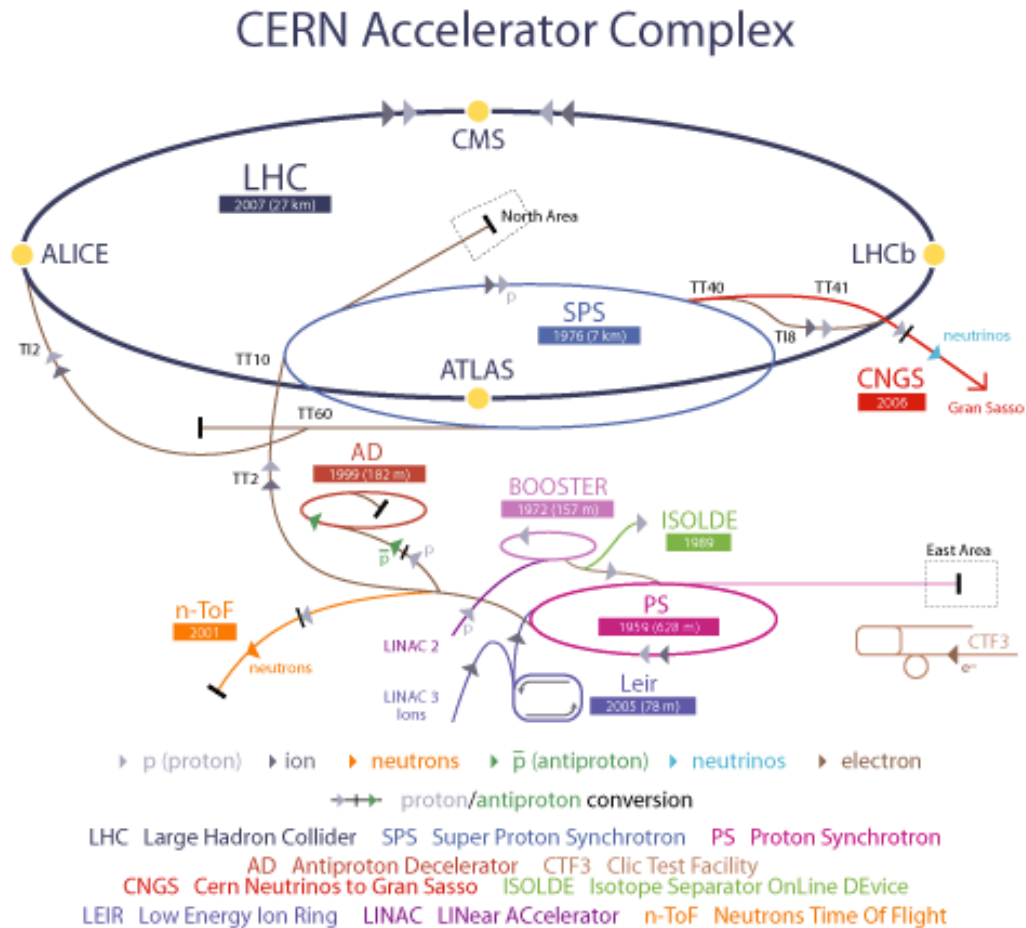 CERN Accelerator Complex
CMS
LHC
2007 (27 km)
North Area
ALICE
LHCb
TT40
TT41
p
SPS
1976 (7 km)
TI8
neutrinos
TI2
TT10
ATLAS
CNGS
2006
Gran Sasso
TT60
AD
1999 (182 m)
TT2
BOOSTER
1972 (157 m)
ISOLDE
1989
p
p̅
East Area
n-ToF
2001
PS
1959 (628 m)
p
LINAC 2
neutrons
CTF3
e⁻
LINAC 3
Ions
Leir
2005 (78 m)
p (proton) ion neutrons p̅ (antiproton) neutrinos electron
proton/antiproton conversion
LHC Large Hadron Collider SPS Super Proton Synchrotron PS Proton Synchrotron
AD Antiproton Decelerator CTF3 Clic Test Facility
CNGS Cern Neutrinos to Gran Sasso ISOLDE Isotope Separator OnLine DEvice
LEIR Low Energy Ion Ring LINAC LINear ACcelerator n-ToF Neutrons Time Of Flight